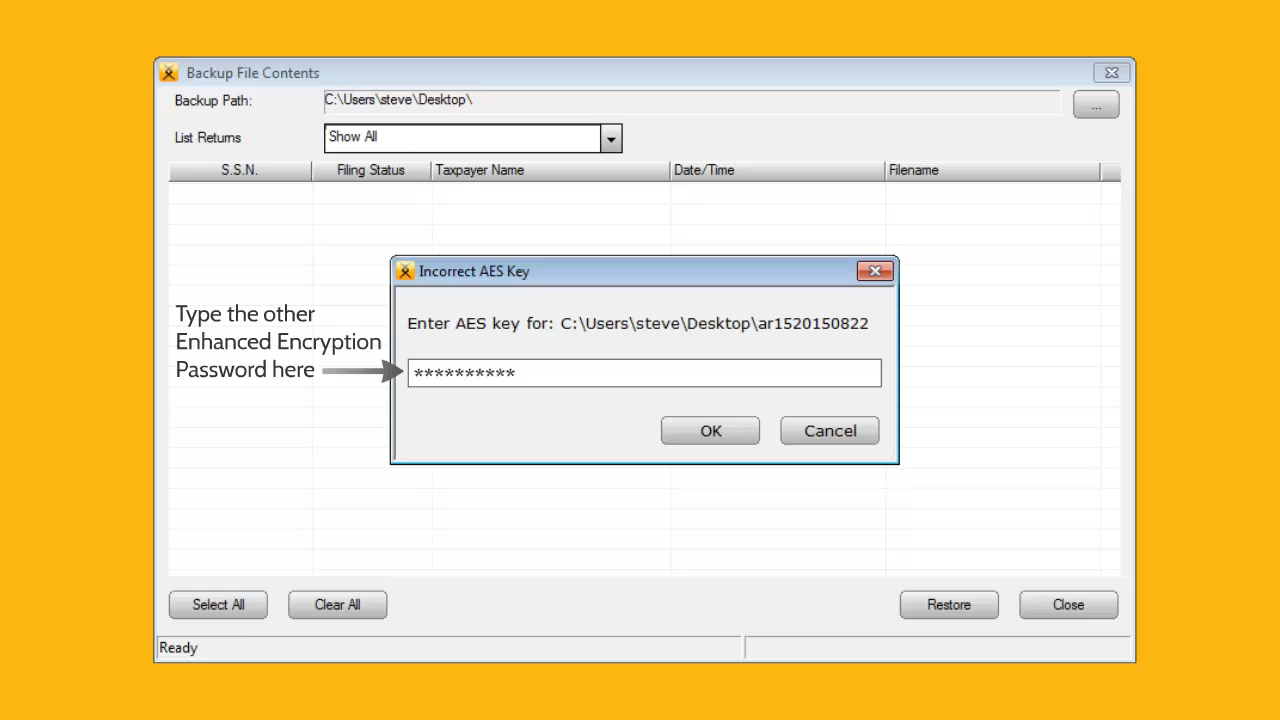 Backup File Contents
Backup Path: C:\Users\steve\Desktop\ ...
List Returns Show All
S.S.N. Filing Status Taxpayer Name Date/Time Filename
Incorrect AES Key
Enter AES key for: C:\Users\steve\Desktop\ar1520150822
Type the other
Enhanced Encryption
Password here
**********
OK Cancel
Select All Clear All Restore Close
Ready